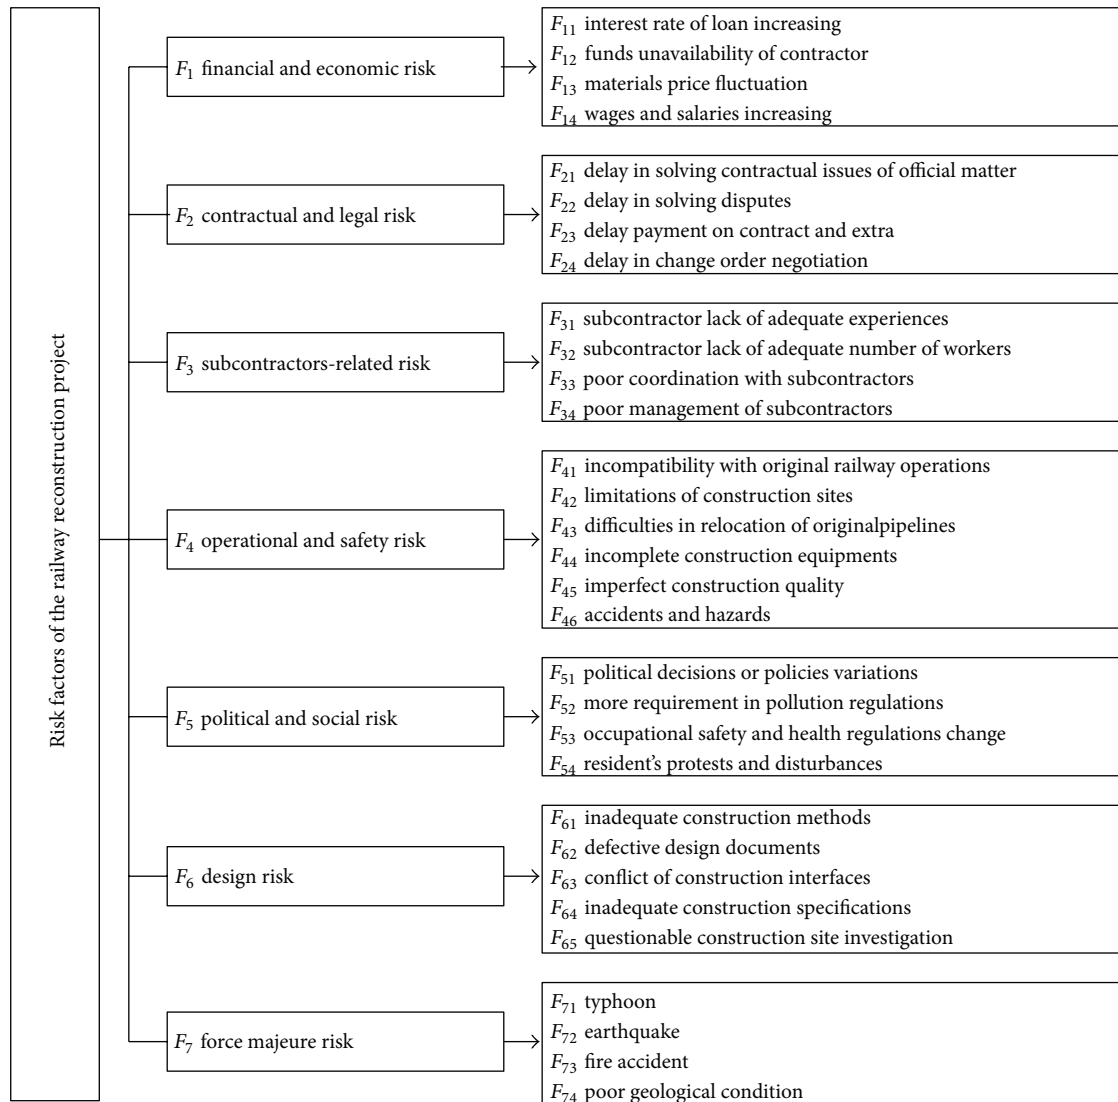 Risk factors of the railway reconstruction project
F₁ financial and economic risk
F₁₁ interest rate of loan increasing
F₁₂ funds unavailability of contractor
F₁₃ materials price fluctuation
F₁₄ wages and salaries increasing
F₂ contractual and legal risk
F₂₁ delay in solving contractual issues of official matter
F₂₂ delay in solving disputes
F₂₃ delay payment on contract and extra
F₂₄ delay in change order negotiation
F₃ subcontractors-related risk
F₃₁ subcontractor lack of adequate experiences
F₃₂ subcontractor lack of adequate number of workers
F₃₃ poor coordination with subcontractors
F₃₄ poor management of subcontractors
F₄ operational and safety risk
F₄₁ incompatibility with original railway operations
F₄₂ limitations of construction sites
F₄₃ difficulties in relocation of originalpipelines
F₄₄ incomplete construction equipments
F₄₅ imperfect construction quality
F₄₆ accidents and hazards
F₅ political and social risk
F₅₁ political decisions or policies variations
F₅₂ more requirement in pollution regulations
F₅₃ occupational safety and health regulations change
F₅₄ resident's protests and disturbances
F₆ design risk
F₆₁ inadequate construction methods
F₆₂ defective design documents
F₆₃ conflict of construction interfaces
F₆₄ inadequate construction specifications
F₆₅ questionable construction site investigation
F₇ force majeure risk
F₇₁ typhoon
F₇₂ earthquake
F₇₃ fire accident
F₇₄ poor geological condition